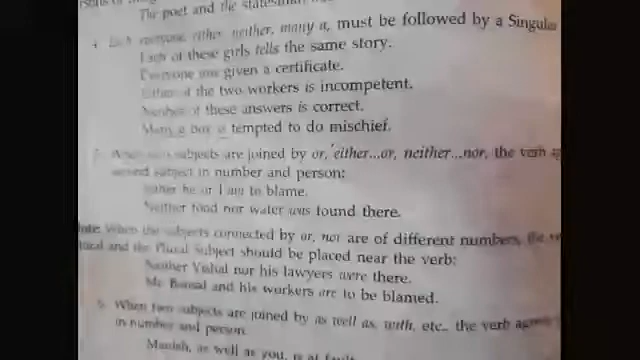 The poet and the statesman
4. Each, everyone, either, neither, many a, must be followed by a Singular
Each of these girls tells the same story.
Everyone was given a certificate.
Either of the two workers is incompetent.
Neither of these answers is correct.
Many a boy is tempted to do mischief.
When two subjects are joined by or, either...or, neither...nor, the verb
second subject in number and person:
Either he or I am to blame.
Neither food nor water was found there.
Note: When the subjects connected by or, nor are of different numbers, the
and the Plural Subject should be placed near the verb:
Neither Vishal nor his lawyers were there.
Mr. Bansal and his workers are to be blamed.
When two subjects are joined by as well as, with, etc., the verb agrees
in number and person.
Manish, as well as you, is at fault